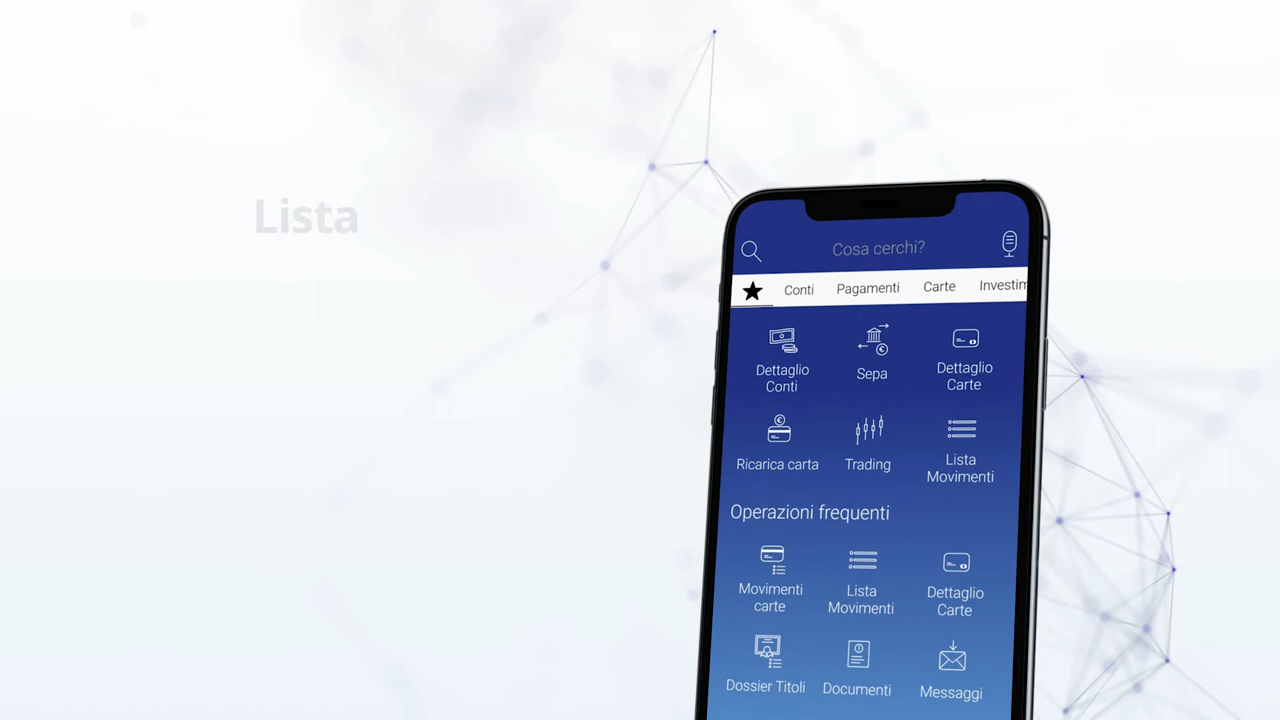 Lista
Cosa cerchi?
Conti Pagamenti Carte Investim
Dettaglio
Conti
Sepa
Dettaglio
Carte
Ricarica carta
Trading
Lista
Movimenti
Operazioni frequenti
Movimenti
carte
Lista
Movimenti
Dettaglio
Carte
Dossier Titoli
Documenti
Messaggi